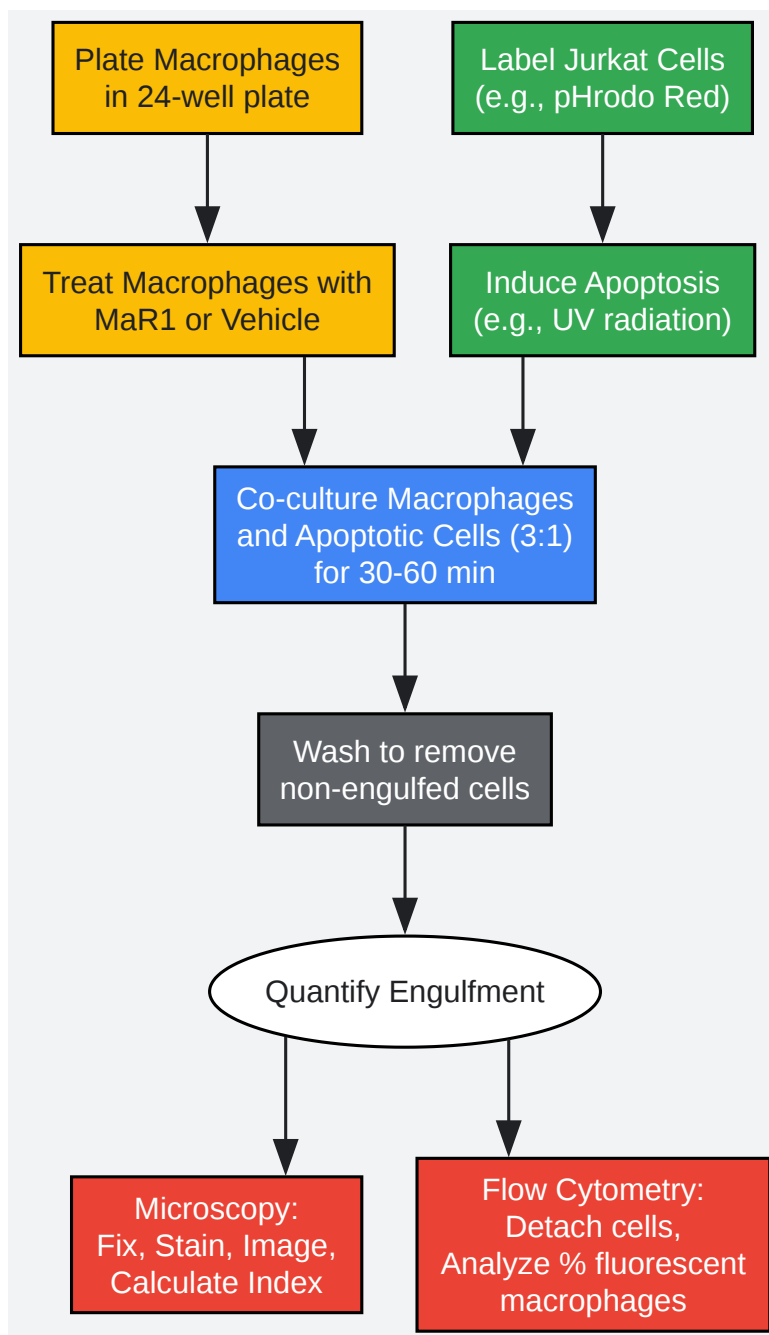 Plate Macrophages
in 24-well plate
Label Jurkat Cells
(e.g., pHrodo Red)
Treat Macrophages with
MaR1 or Vehicle
Induce Apoptosis
(e.g., UV radiation)
Co-culture Macrophages
and Apoptotic Cells (3:1)
for 30-60 min
Wash to remove
non-engulfed cells
Quantify Engulfment
Microscopy:
Fix, Stain, Image,
Calculate Index
Flow Cytometry:
Detach cells,
Analyze % fluorescent
macrophages